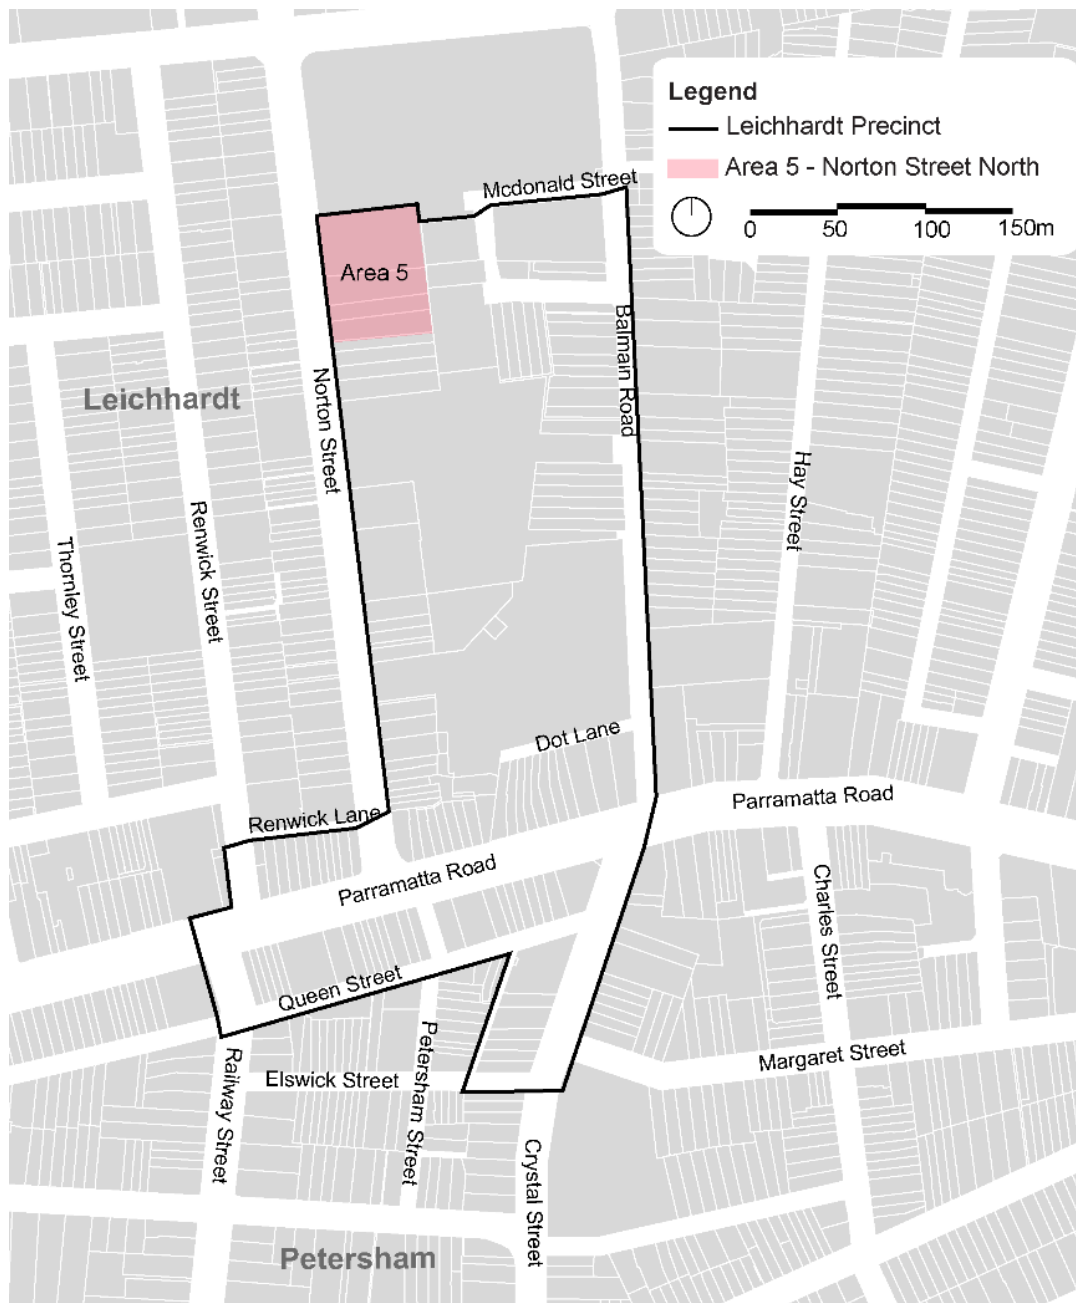 Legend
Leichhardt Precinct
Area 5 - Norton Street North
0 50 100 150m
Mcdonald Street
Area 5
Balmain Road
Leichhardt
Norton Street
Hay Street
Renwick Street
Thornley Street
Dot Lane
Parramatta Road
Renwick Lane
Parramatta Road
Charles Street
Queen Street
Petersham Street
Margaret Street
Railway Street
Elswick Street
Crystal Street
Petersham